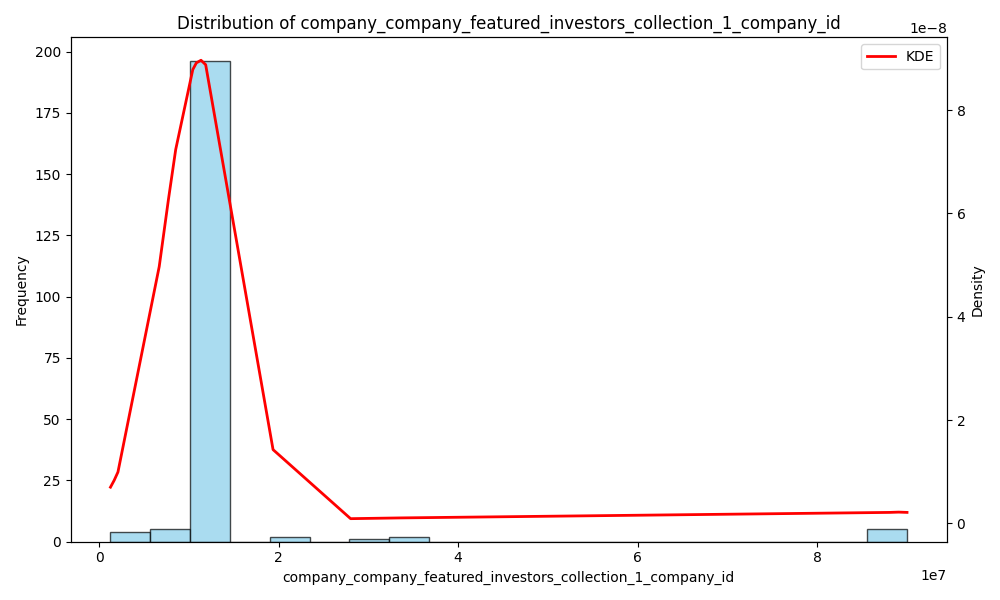 Distribution of company_company_featured_investors_collection_1_company_id
1e−8
KDE
200
175
150
125
100
75
50
25
0
Frequency
8
6
4
2
0
Density
0
2
4
6
8
1e7
company_company_featured_investors_collection_1_company_id